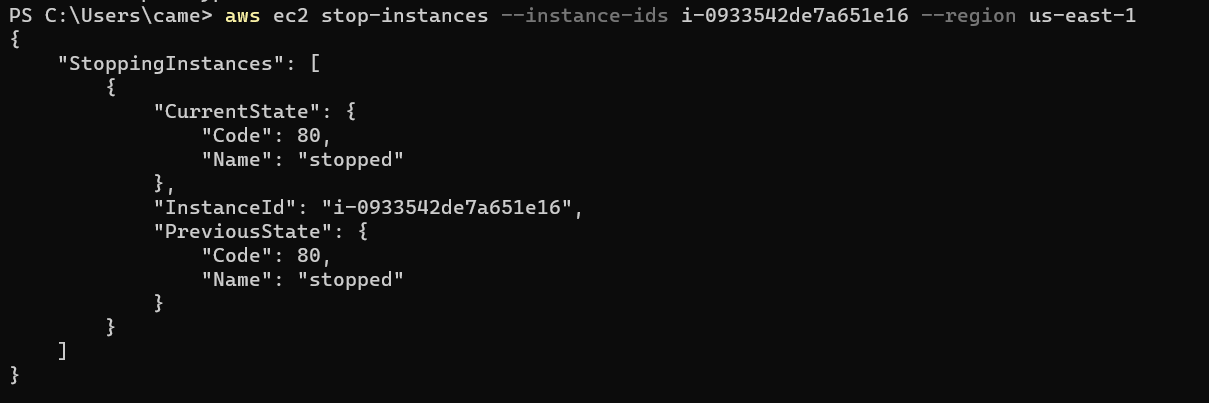 PS C:\Users\came> aws ec2 stop-instances --instance-ids i-0933542de7a651e16 --region us-east-1
{
    "StoppingInstances": [
        {
            "CurrentState": {
                "Code": 80,
                "Name": "stopped"
            },
            "InstanceId": "i-0933542de7a651e16",
            "PreviousState": {
                "Code": 80,
                "Name": "stopped"
            }
        }
    ]
}